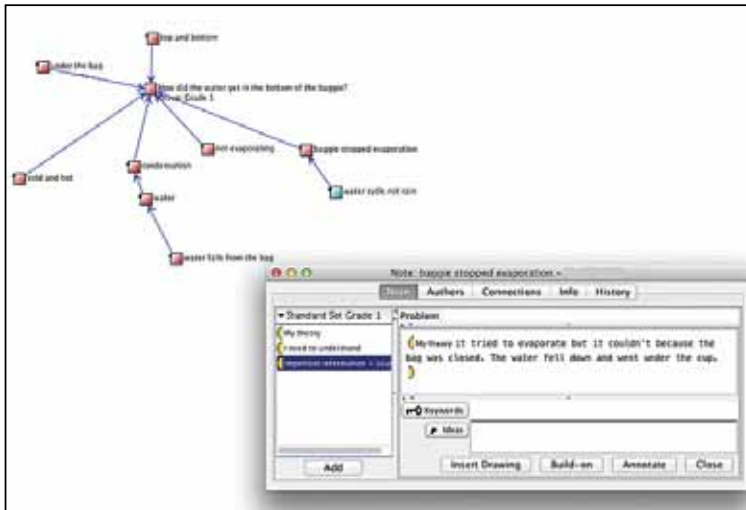 top and bottom
under the bag
How did the water get in the bottom of the baggie?
Grade 1
not evaporating
baggie stopped evaporation
condensation
cold and hot
water
water cycle not rain
water falls from the bag
Note: baggie stopped evaporation
Note Authors Connections Info History
Standard Set Grade 1
Problem
My theory
I need to understand
Important information +
My theory it tried to evaporate but it couldn't because the
bag was closed. The water fell down and went under the cup.
Keywords
Ideas
Add
Insert Drawing Build-on Annotate Close